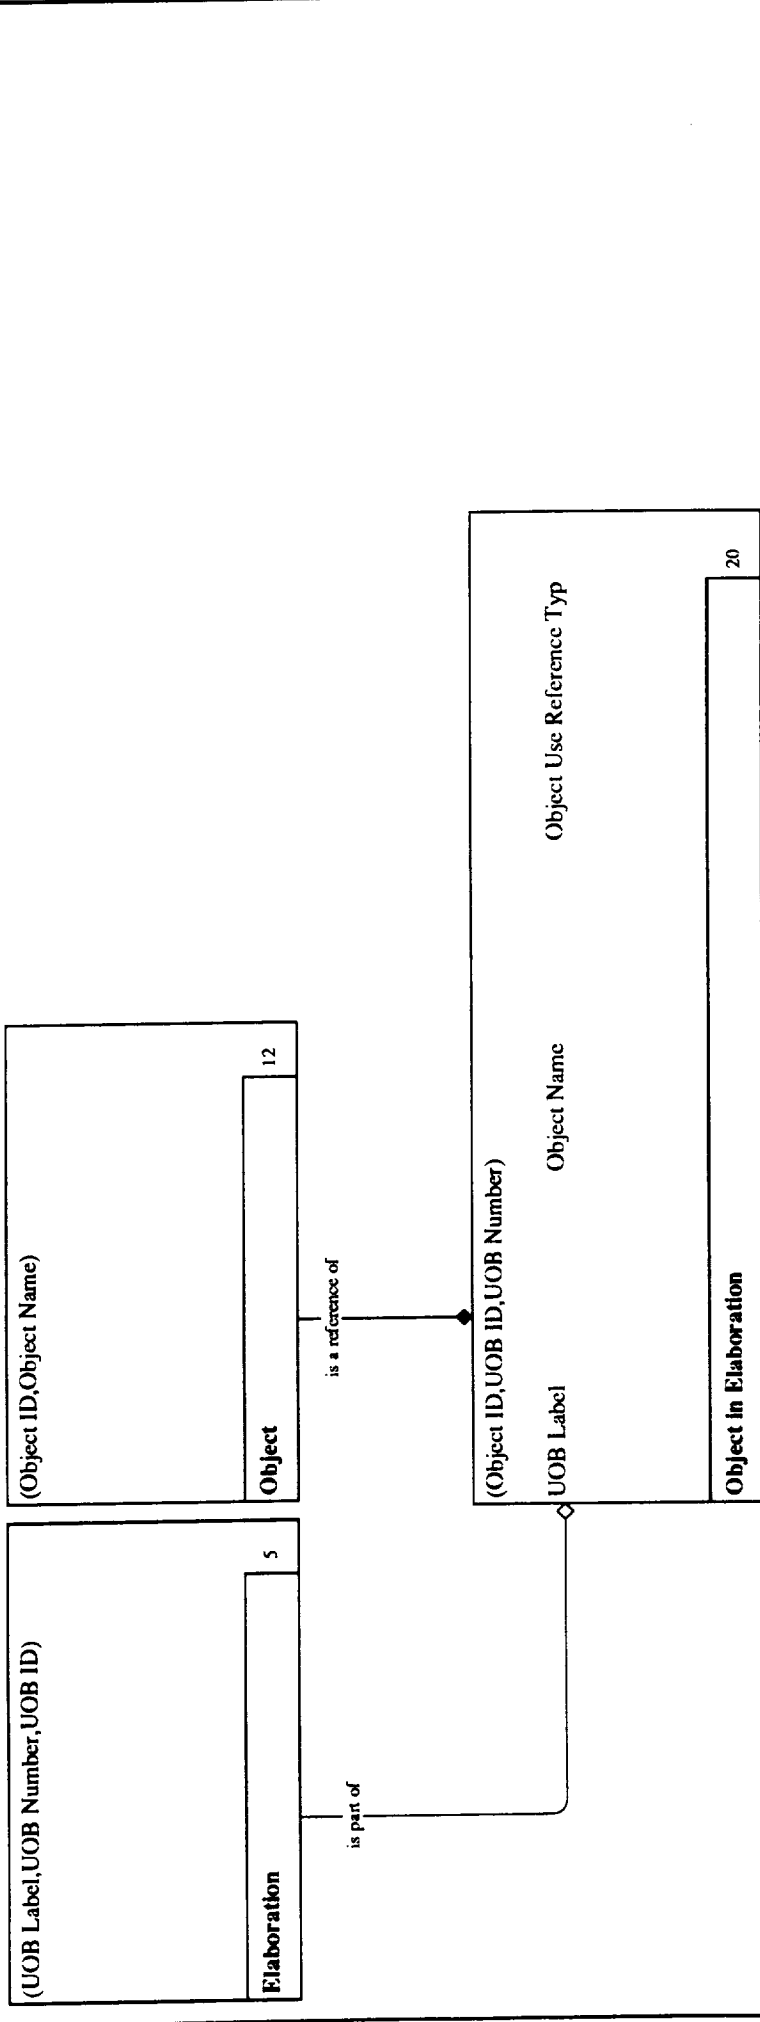 (UOB Label,UOB Number,UOB ID)
Elaboration
5
(Object ID,Object Name)
Object
12
is part of
is a reference of
(Object ID,UOB ID,UOB Number)
UOB Label
Object Name
Object Use Reference Typ
Object in Elaboration
20